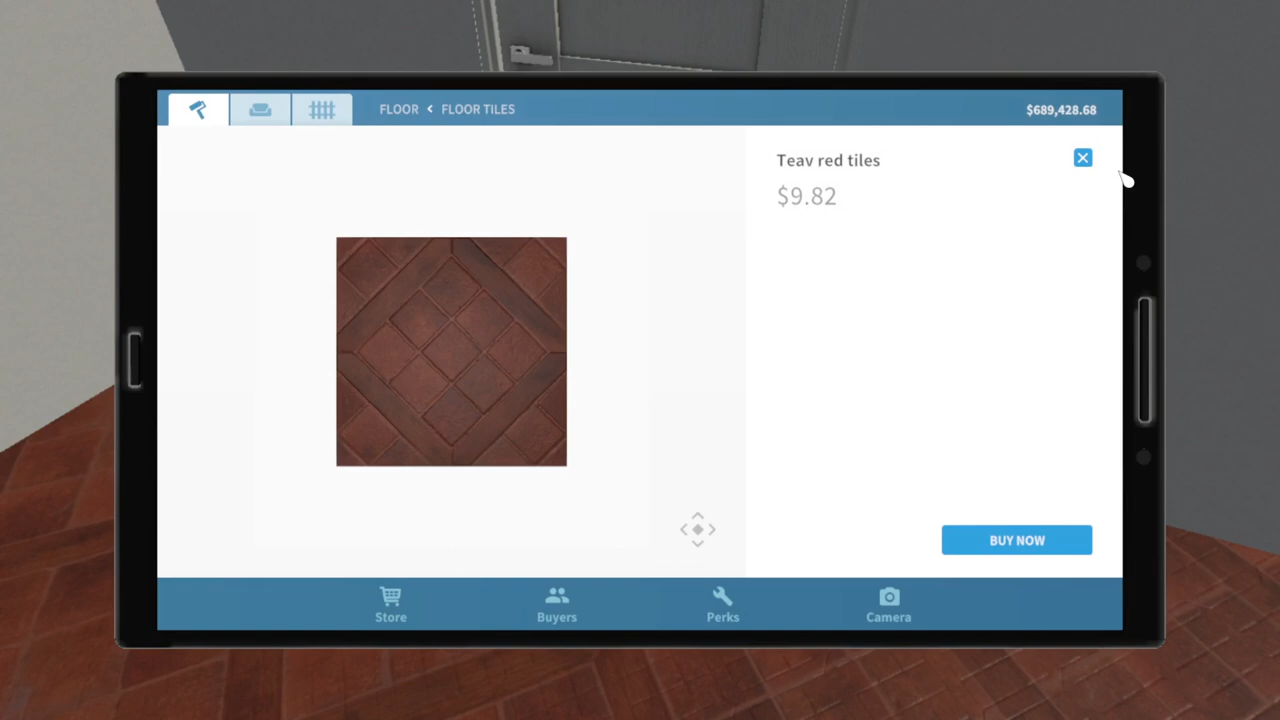 FLOOR < FLOOR TILES
$689,428.68
Teav red tiles
$9.82
BUY NOW
Store
Buyers
Perks
Camera